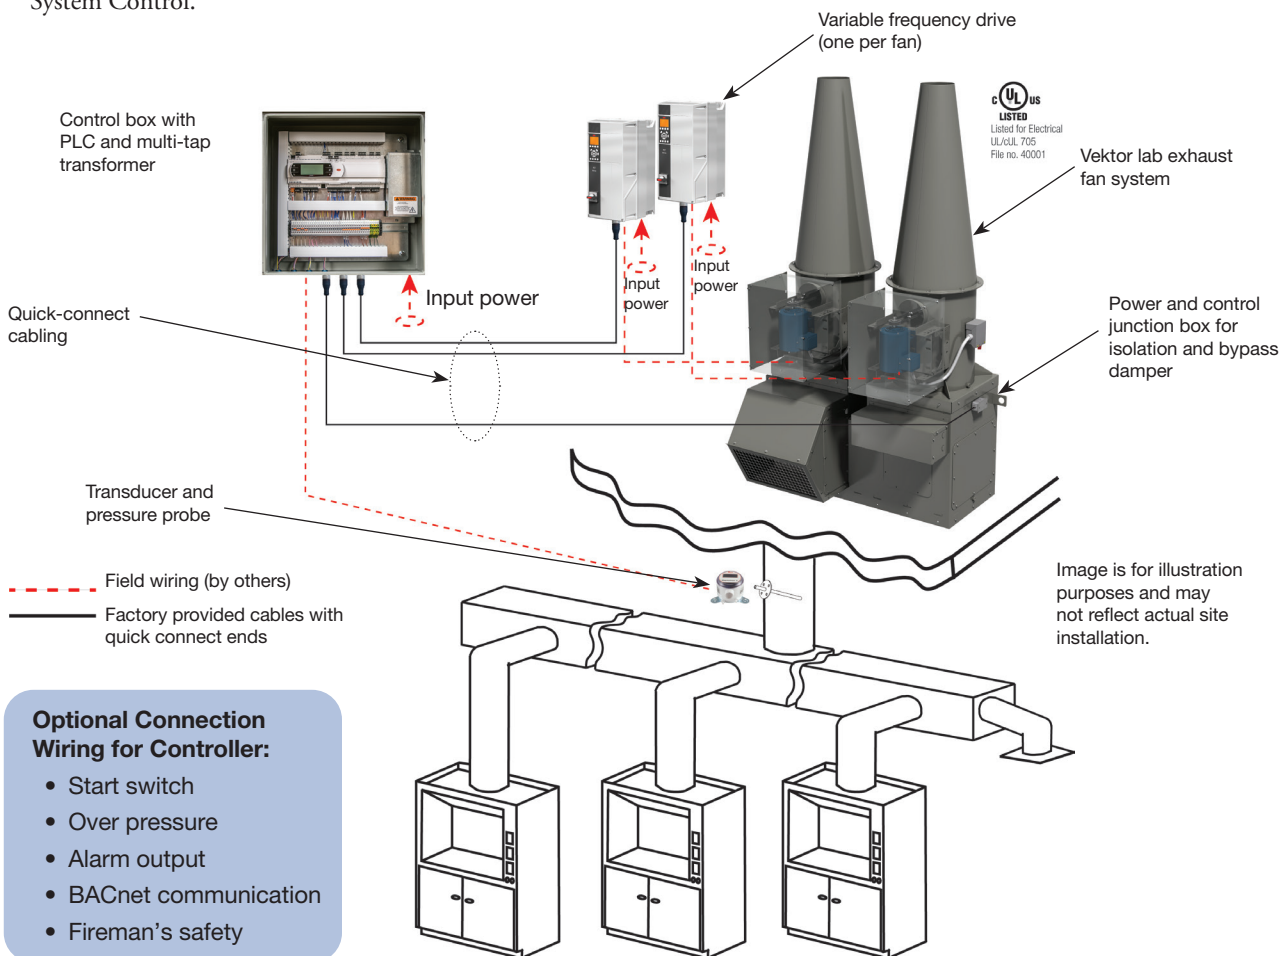 System Control.
Variable frequency drive
(one per fan)
Control box with
PLC and multi-tap
transformer
C UL US
LISTED
Listed for Electrical
UL/cUL 705
File no. 40001
Vektor lab exhaust
fan system
Input power
Input
power
Input
power
Quick-connect
cabling
Power and control
junction box for
isolation and bypass
damper
Transducer and
pressure probe
Field wiring (by others)
Factory provided cables with
quick connect ends
Image is for illustration
purposes and may
not reflect actual site
installation.
Optional Connection
Wiring for Controller:
• Start switch
• Over pressure
• Alarm output
• BACnet communication
• Fireman's safety